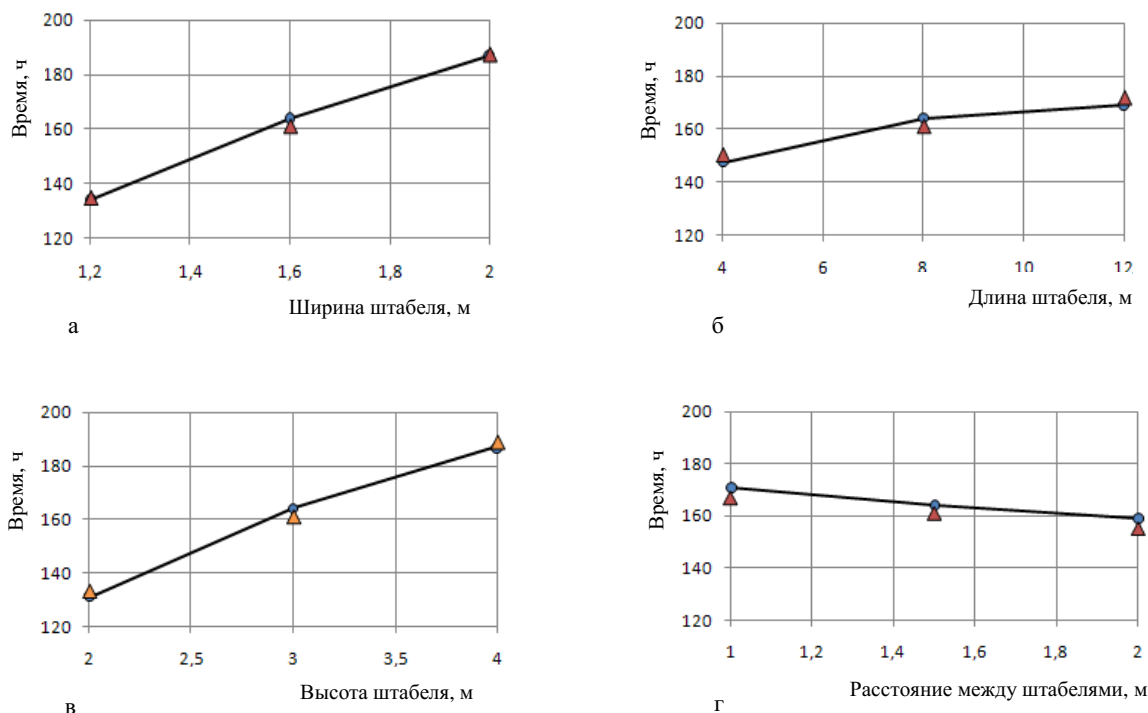 200
180
160
140
120
Время, ч
1,2 1,4 1,6 1,8 2
Ширина штабеля, м
а
200
180
160
140
120
Время, ч
4 6 8 10 12
Длина штабеля, м
б
200
180
160
140
120
Время, ч
2 2,5 3 3,5 4
Высота штабеля, м
в
200
180
160
140
120
Время, ч
1 1,2 1,4 1,6 1,8 2
Расстояние между штабелями, м
г